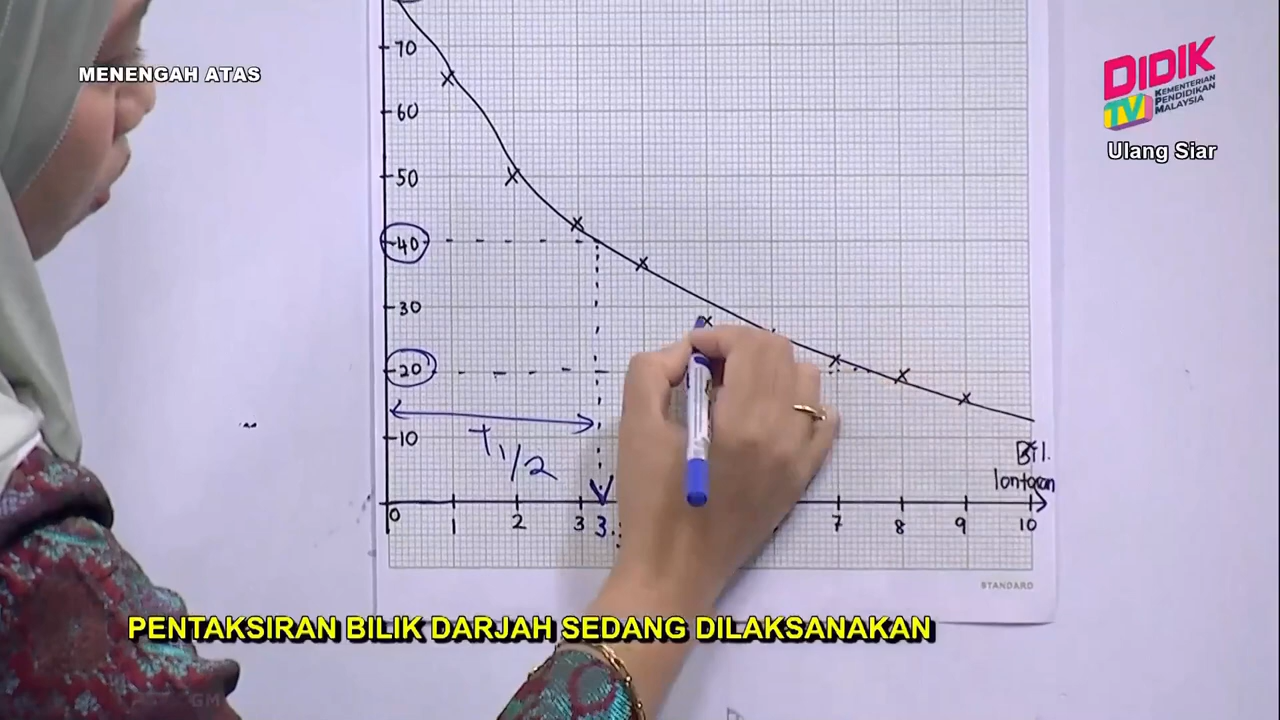 MENENGAH ATAS
DIDIK
TV
KEMENTERIAN
PENDIDIKAN
MALAYSIA
Ulang Siar
70
60
50
40
30
20
10
T1/2
Bil.
lontaran
0 1 2 3 3. 7 8 9 10
STANDARD
PENTAKSIRAN BILIK DARJAH SEDANG DILAKSANAKAN